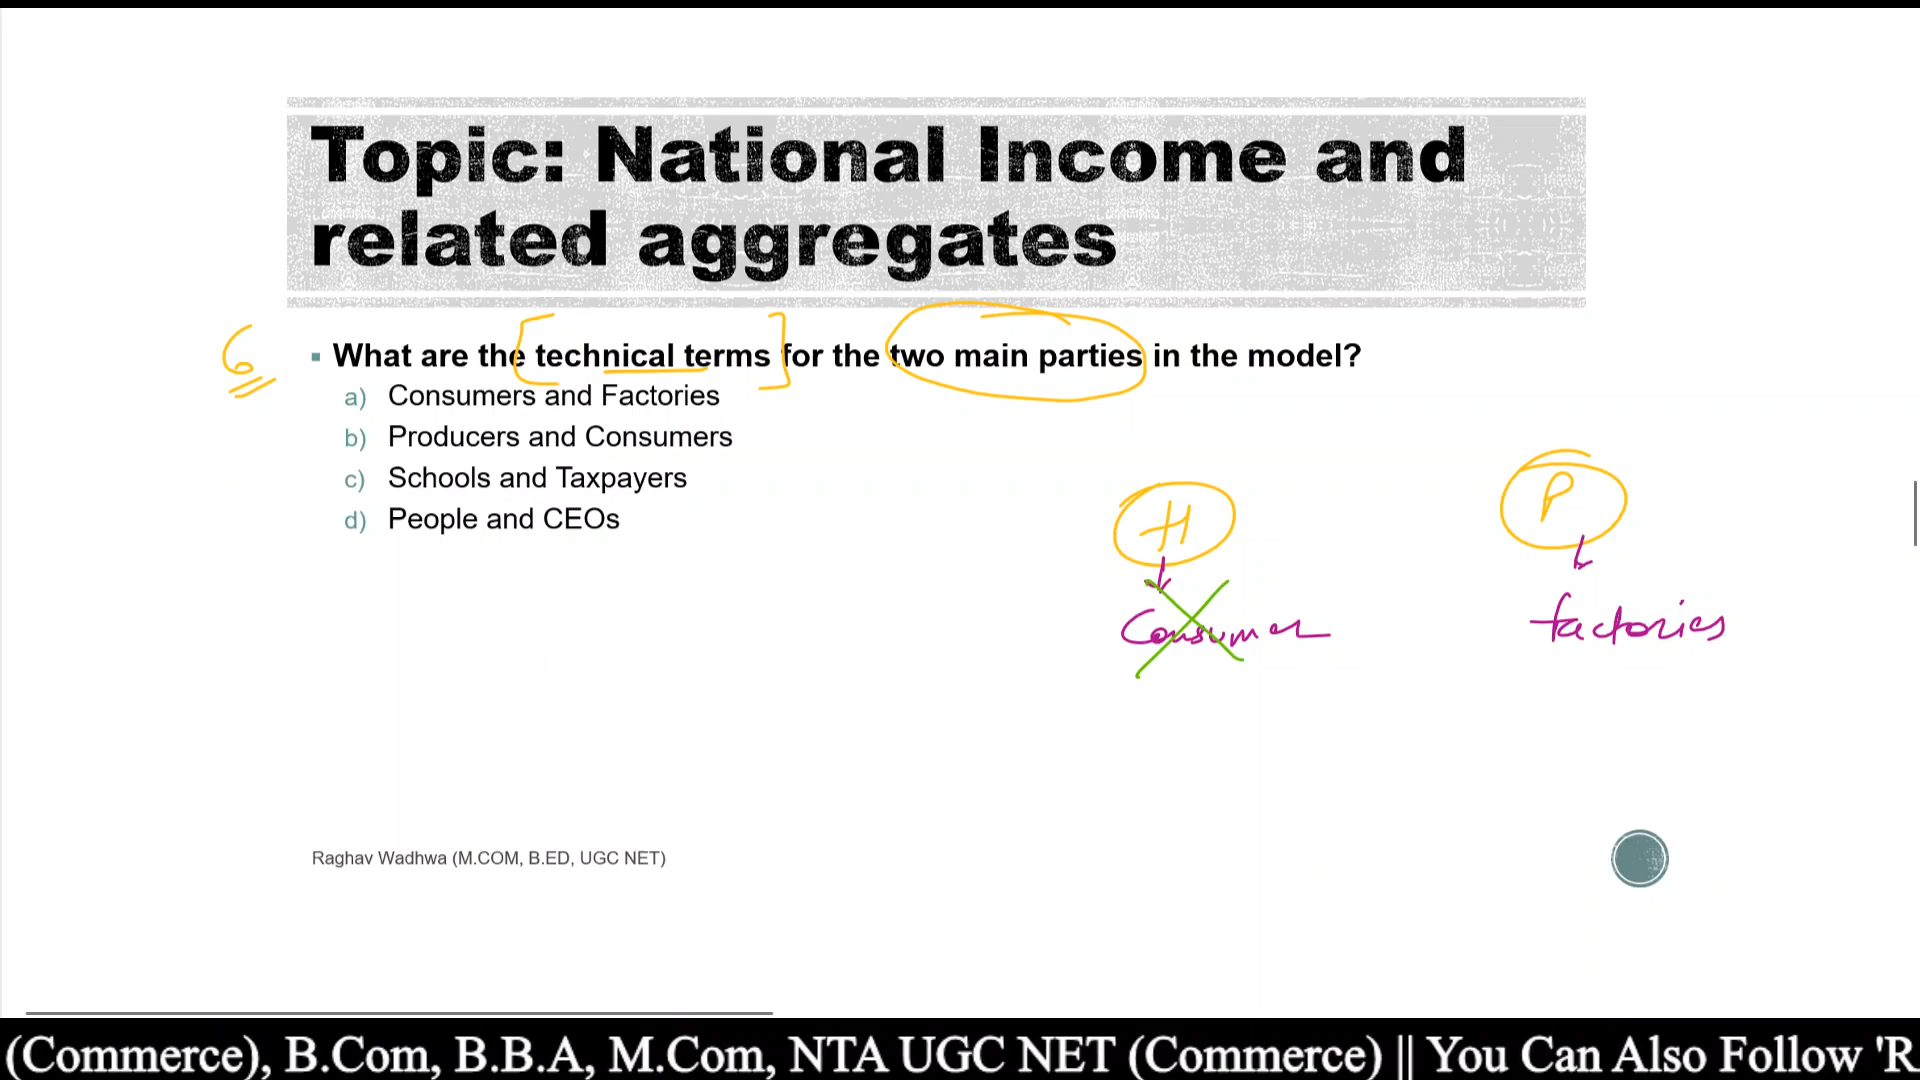 Topic: National Income and
related aggregates
6
▪ What are the technical terms for the two main parties in the model?
a) Consumers and Factories
b) Producers and Consumers
c) Schools and Taxpayers
d) People and CEOs
H
P
Consumer
factories
Raghav Wadhwa (M.COM, B.ED, UGC NET)
(Commerce), B.Com, B.B.A, M.Com, NTA UGC NET (Commerce) || You Can Also Follow 'R